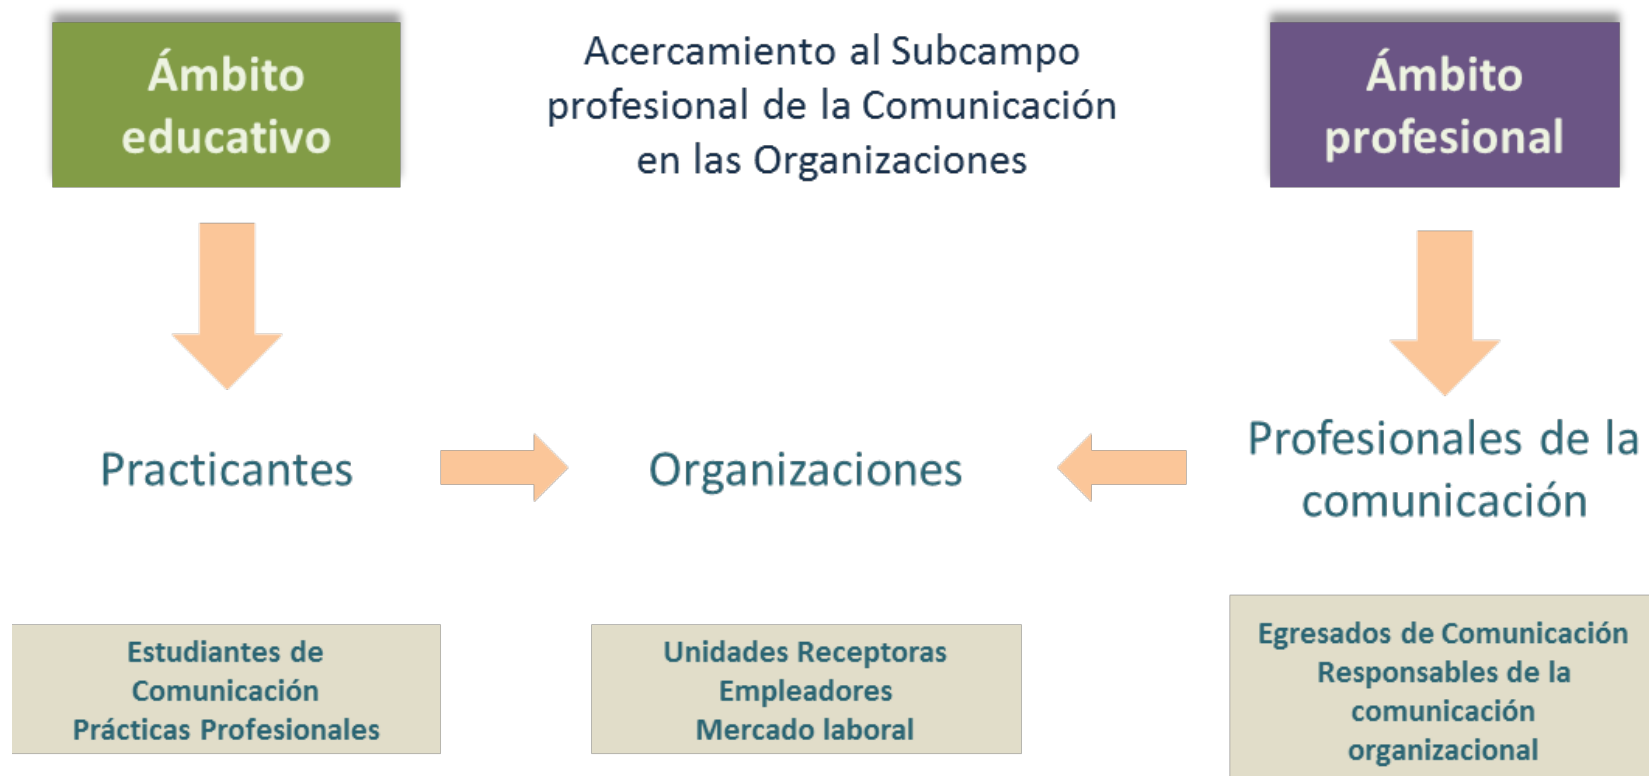 Ámbito
educativo
Acercamiento al Subcampo
profesional de la Comunicación
en las Organizaciones
Ámbito
profesional
Practicantes
Organizaciones
Profesionales de la
comunicación
Estudiantes de
Comunicación
Prácticas Profesionales
Unidades Receptoras
Empleadores
Mercado laboral
Egresados de Comunicación
Responsables de la
comunicación
organizacional